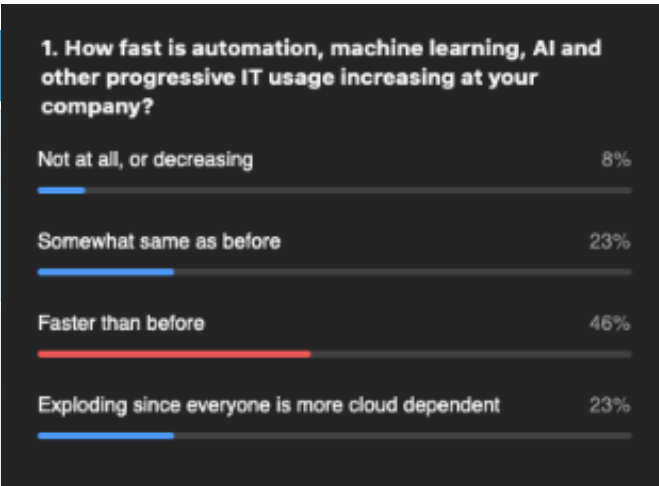 1. How fast is automation, machine learning, AI and
other progressive IT usage increasing at your
company?
Not at all, or decreasing 8%
Somewhat same as before 23%
Faster than before 46%
Exploding since everyone is more cloud dependent 23%